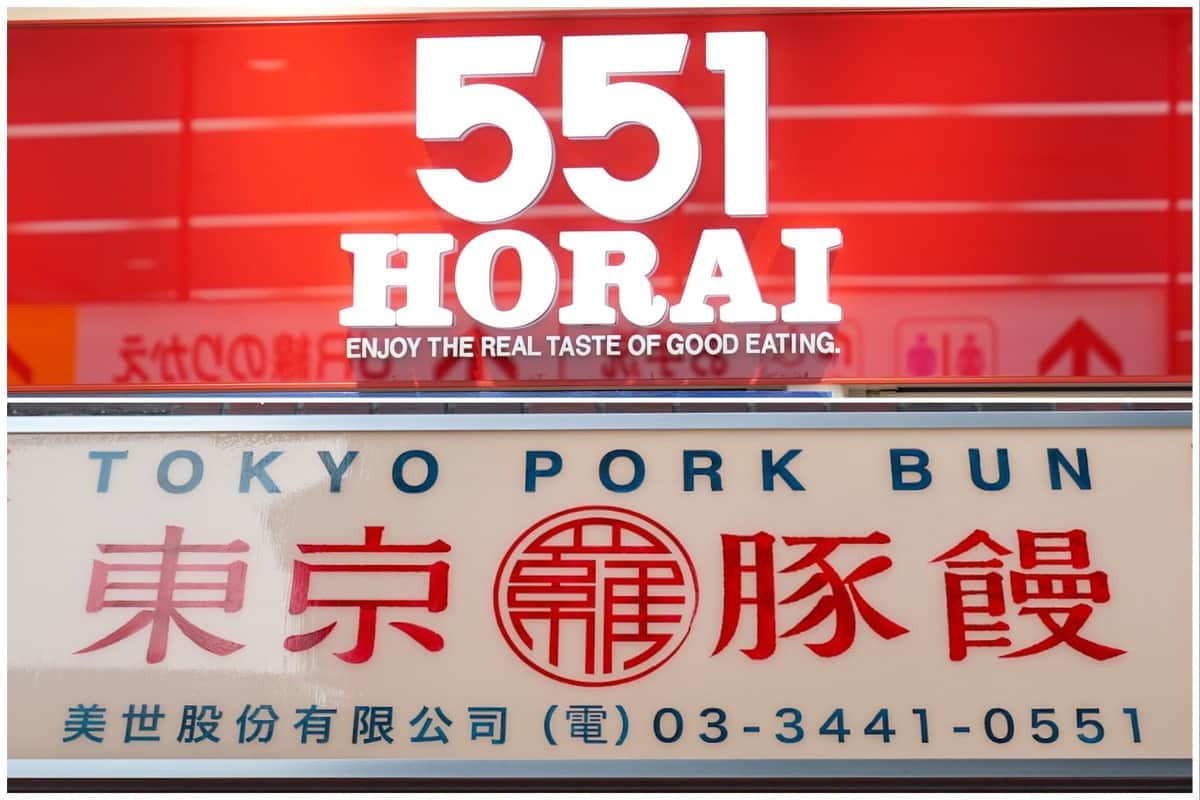 551
HORAI
ENJOY THE REAL TASTE OF GOOD EATING.
TOKYO PORK BUN
東京 羅 豚饅
美世股份有限公司 (電) 03-3441-0551